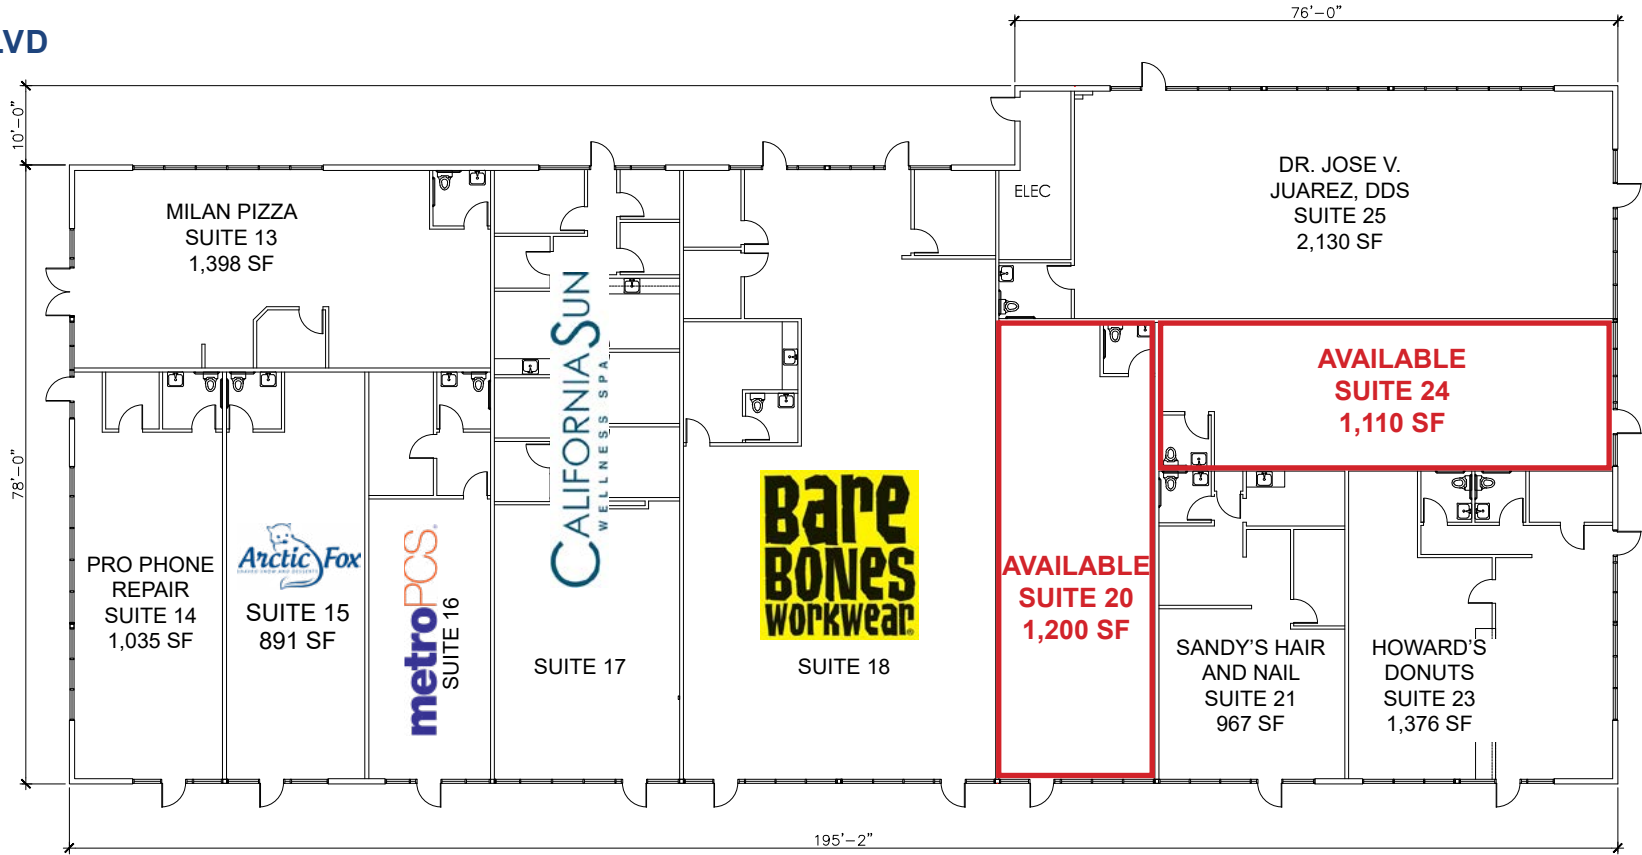 76'-0"
LVD
10'-0"
78'-0"
MILAN PIZZA
SUITE 13
1,398 SF
ELEC
DR. JOSE V.
JUAREZ, DDS
SUITE 25
2,130 SF
AVAILABLE
SUITE 24
1,110 SF
CALIFORNIA SUN
WELLNESS SPA
SUITE 17
Bare
BONes
workwear
SUITE 18
AVAILABLE
SUITE 20
1,200 SF
PRO PHONE
REPAIR
SUITE 14
1,035 SF
Arctic Fox
SUITE 15
891 SF
metroPCS
SUITE 16
SANDY'S HAIR
AND NAIL
SUITE 21
967 SF
HOWARD'S
DONUTS
SUITE 23
1,376 SF
195'-2"